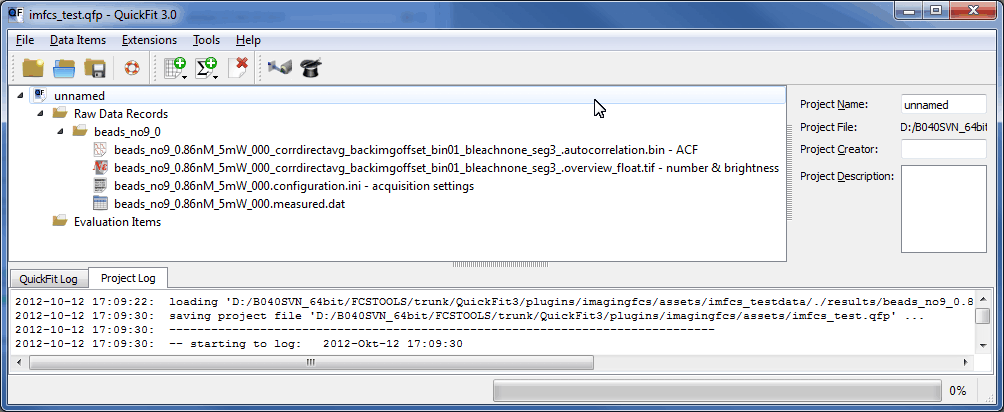 imfcs_test.qfp - QuickFit 3.0
File Data Items Extensions Tools Help
unnamed
Raw Data Records
beads_no9_0
beads_no9_0.86nM_5mW_000_corrdirectavg_backimgoffset_bin01_bleachnone_seg3_.autocorrelation.bin - ACF
beads_no9_0.86nM_5mW_000_corrdirectavg_backimgoffset_bin01_bleachnone_seg3_.overview_float.tif - number & brightness
beads_no9_0.86nM_5mW_000.configuration.ini - acquisition settings
beads_no9_0.86nM_5mW_000.measured.dat
Evaluation Items
Project Name: unnamed
Project File: D:/B040SVN_64bit
Project Creator:
Project Description:
QuickFit Log Project Log
2012-10-12 17:09:22: loading 'D:/B040SVN_64bit/FCSTOOLS/trunk/QuickFit3/plugins/imagingfcs/assets/imfcs_testdata/./results/beads_no9_0.8
2012-10-12 17:09:30: saving project file 'D:/B040SVN_64bit/FCSTOOLS/trunk/QuickFit3/plugins/imagingfcs/assets/imfcs_test.qfp' ...
2012-10-12 17:09:30: --------------------------------------------------------------------------------
2012-10-12 17:09:30: -- starting to log: 2012-Okt-12 17:09:30
0%